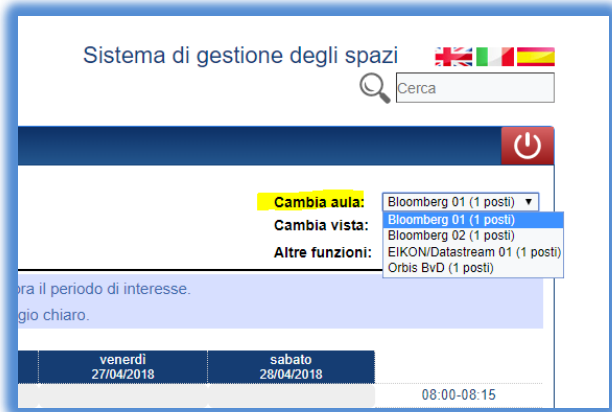 Sistema di gestione degli spazi
Cerca
Cambia aula: Bloomberg 01 (1 posti)
Bloomberg 01 (1 posti)
Cambia vista:
Bloomberg 02 (1 posti)
Altre funzioni: EIKON/Datastream 01 (1 posti)
Orbis BvD (1 posti)
il periodo di interesse.
chiaro.
venerdì sabato
27/04/2018 28/04/2018
08:00-08:15